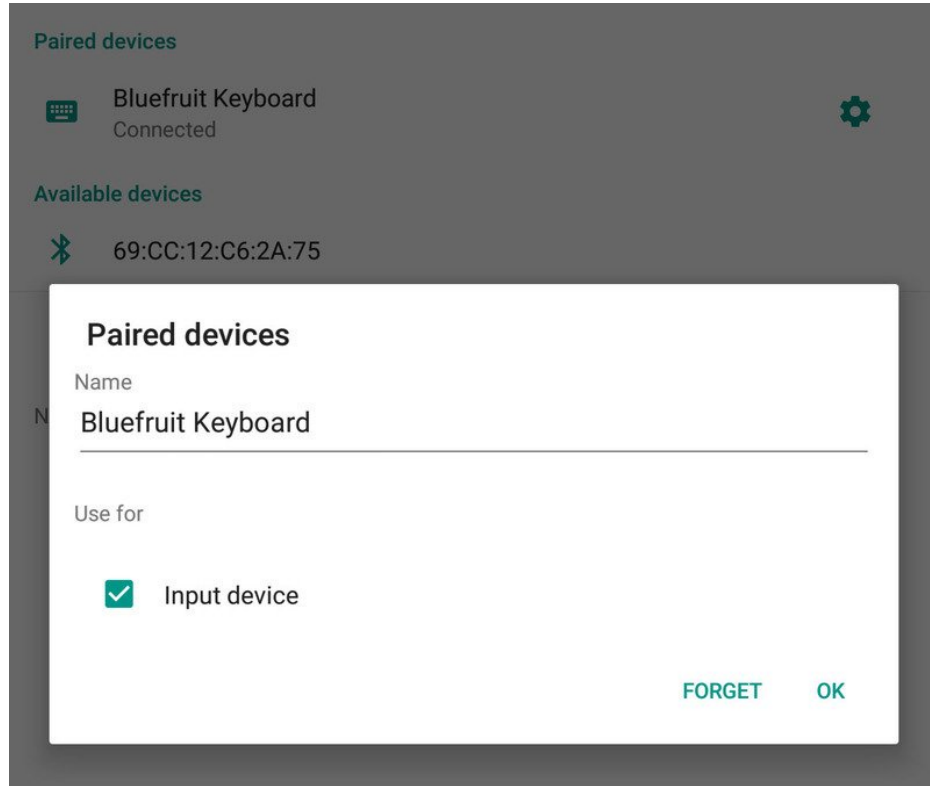 Paired devices
Bluefruit Keyboard
Connected
Available devices
69:CC:12:C6:2A:75
Paired devices
Name
N
Bluefruit Keyboard
Use for
Input device
FORGET OK